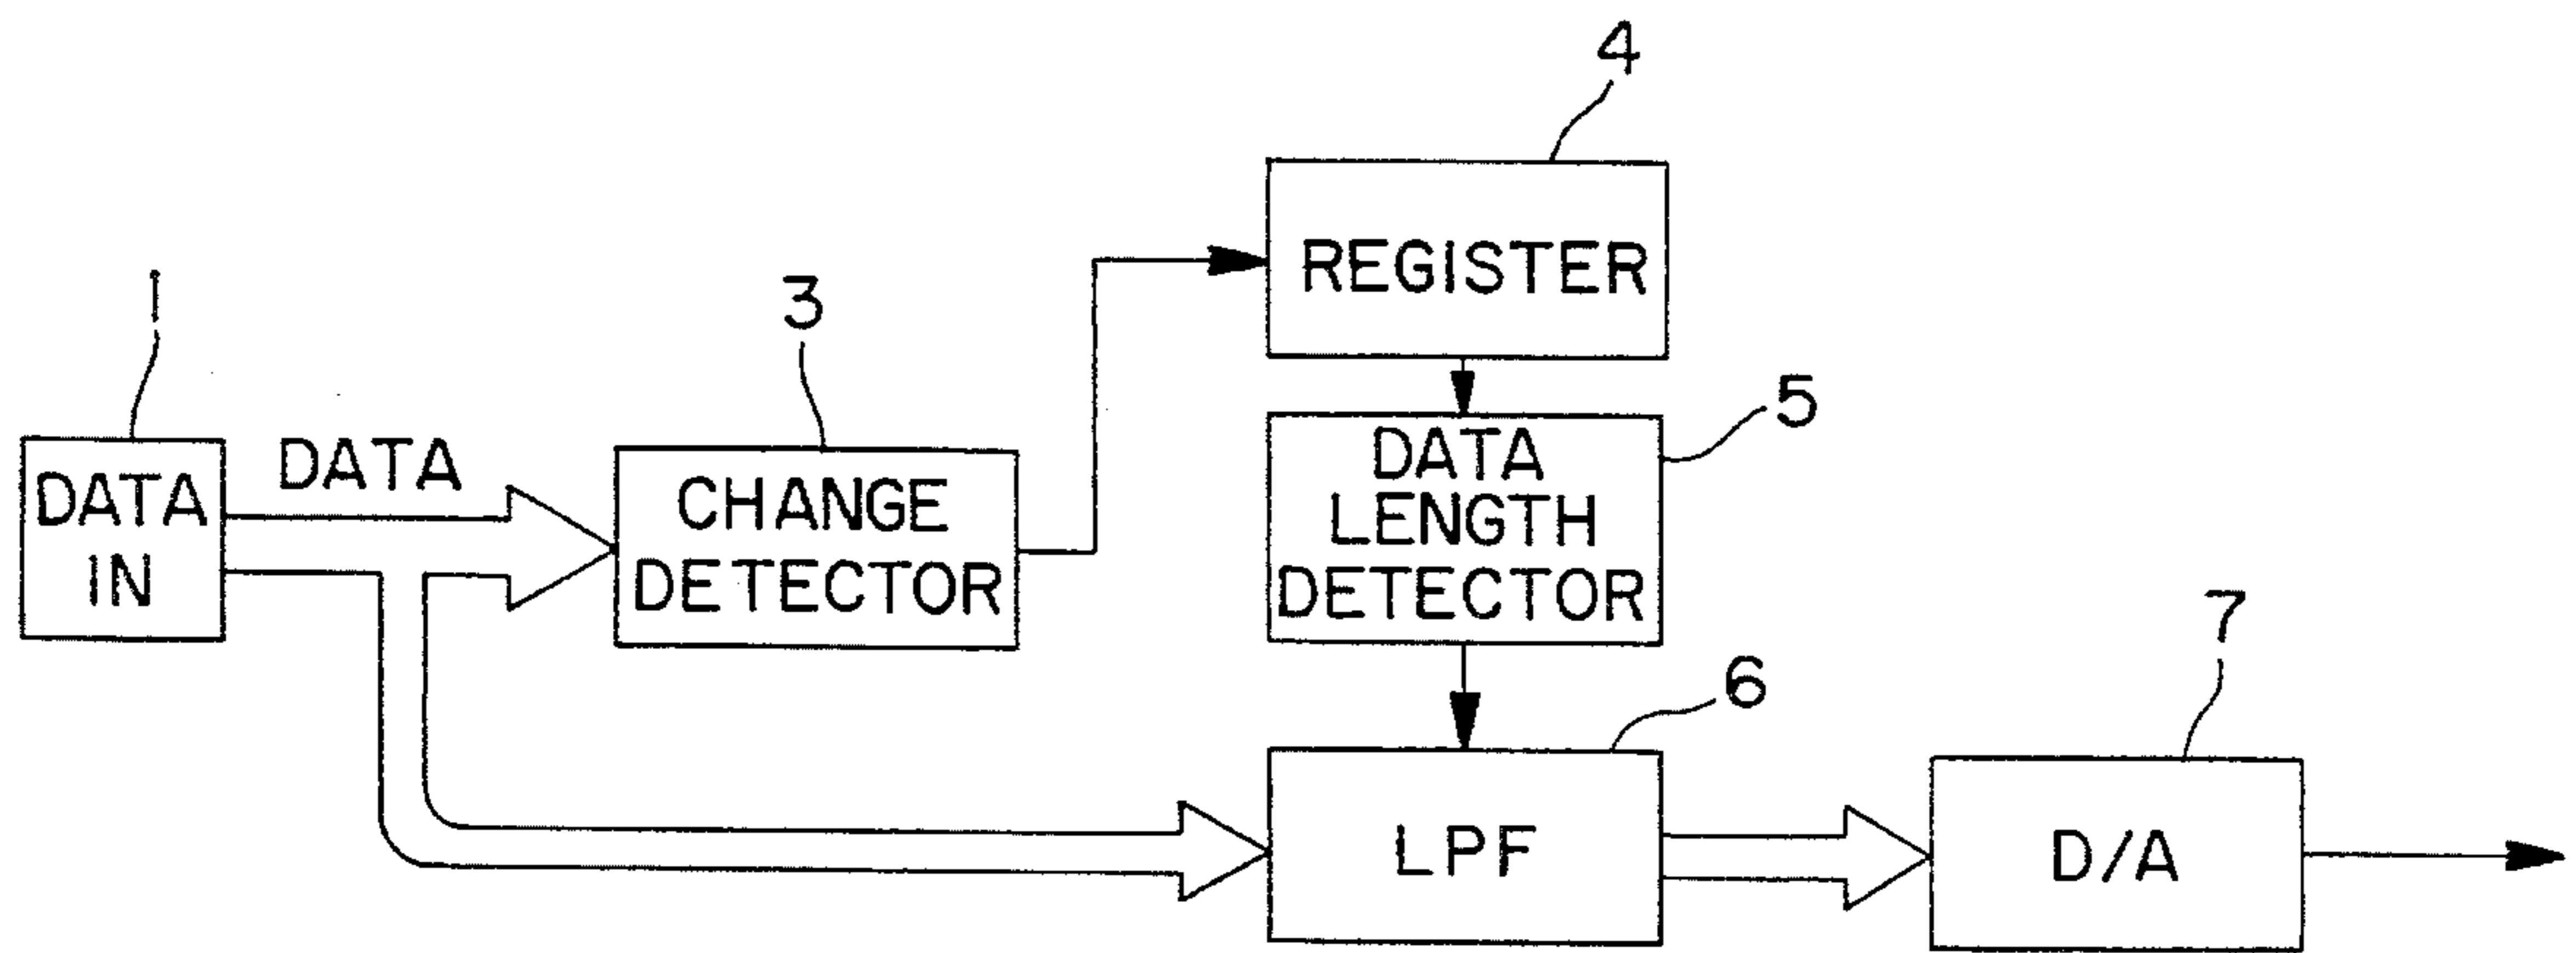 4
REGISTER
1
DATA
3
CHANGE
DETECTOR
5
DATA
LENGTH
DETECTOR
DATA
IN
6
LPF
7
D/A